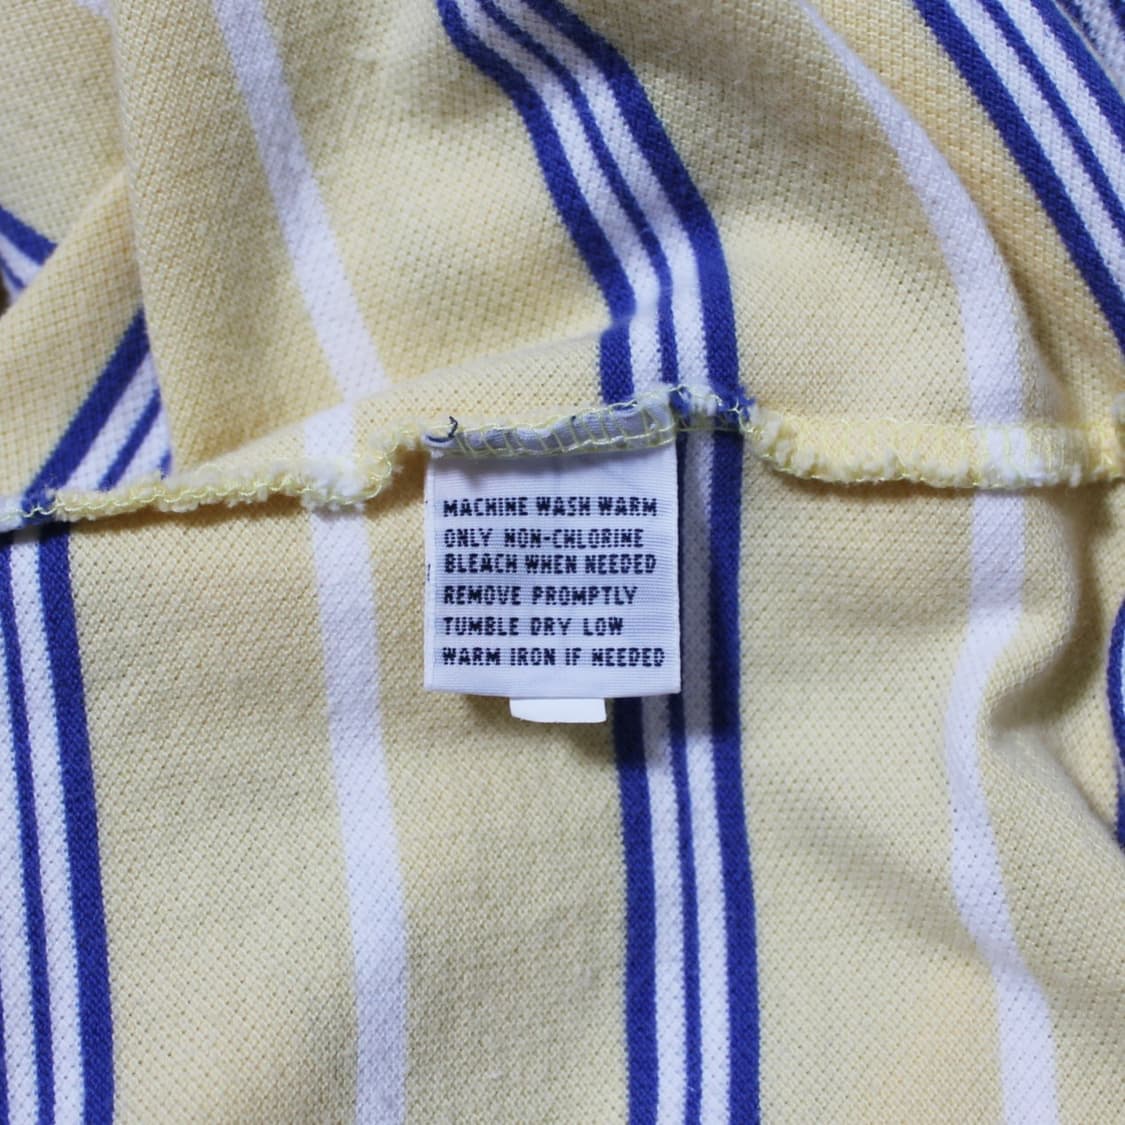 MACHINE WASH WARM
ONLY NON-CHLORINE
BLEACH WHEN NEEDED
REMOVE PROMPTLY
TUMBLE DRY LOW
WARM IRON IF NEEDED